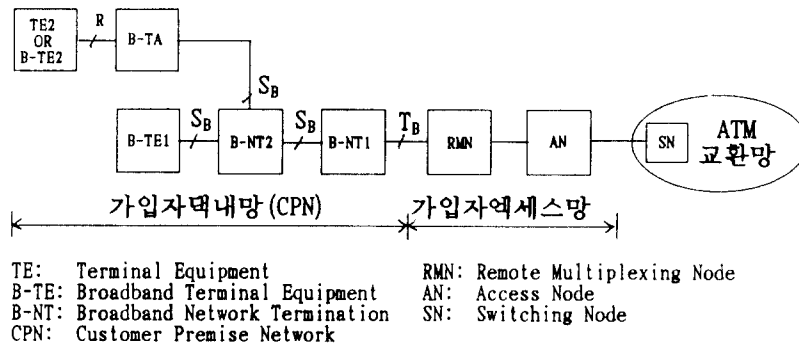 TE2
OR
B-TE2
R
B-TA
S_B
B-TE1
S_B
B-NT2
S_B
B-NT1
T_B
RMN
AN
SN
ATM
교환망
가입자댁내망(CPN)
가입자엑세스망
TE: Terminal Equipment
B-TE: Broadband Terminal Equipment
B-NT: Broadband Network Termination
CPN: Customer Premise Network
RMN: Remote Multiplexing Node
AN: Access Node
SN: Switching Node